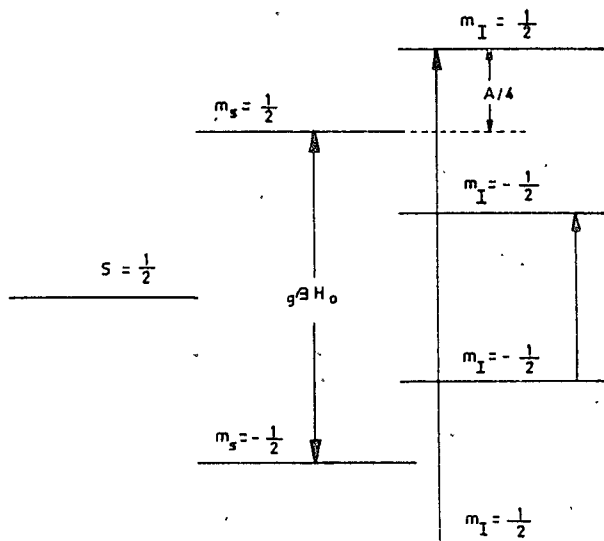 m_I = 1/2
A/4
m_s = 1/2
m_I = - 1/2
S = 1/2
gβH₀
m_I = - 1/2
m_s = - 1/2
m_I = - 1/2